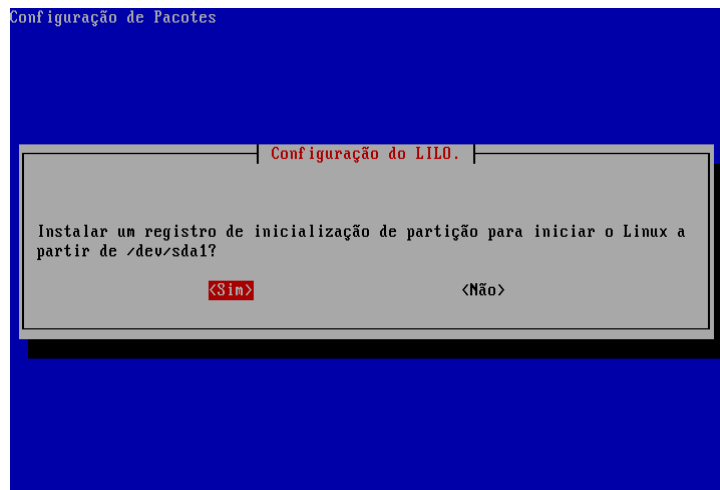 Configuração de Pacotes
Configuração do LILO.
Instalar um registro de inicialização de partição para iniciar o Linux a
partir de /dev/sda1?
<Sim> <Não>